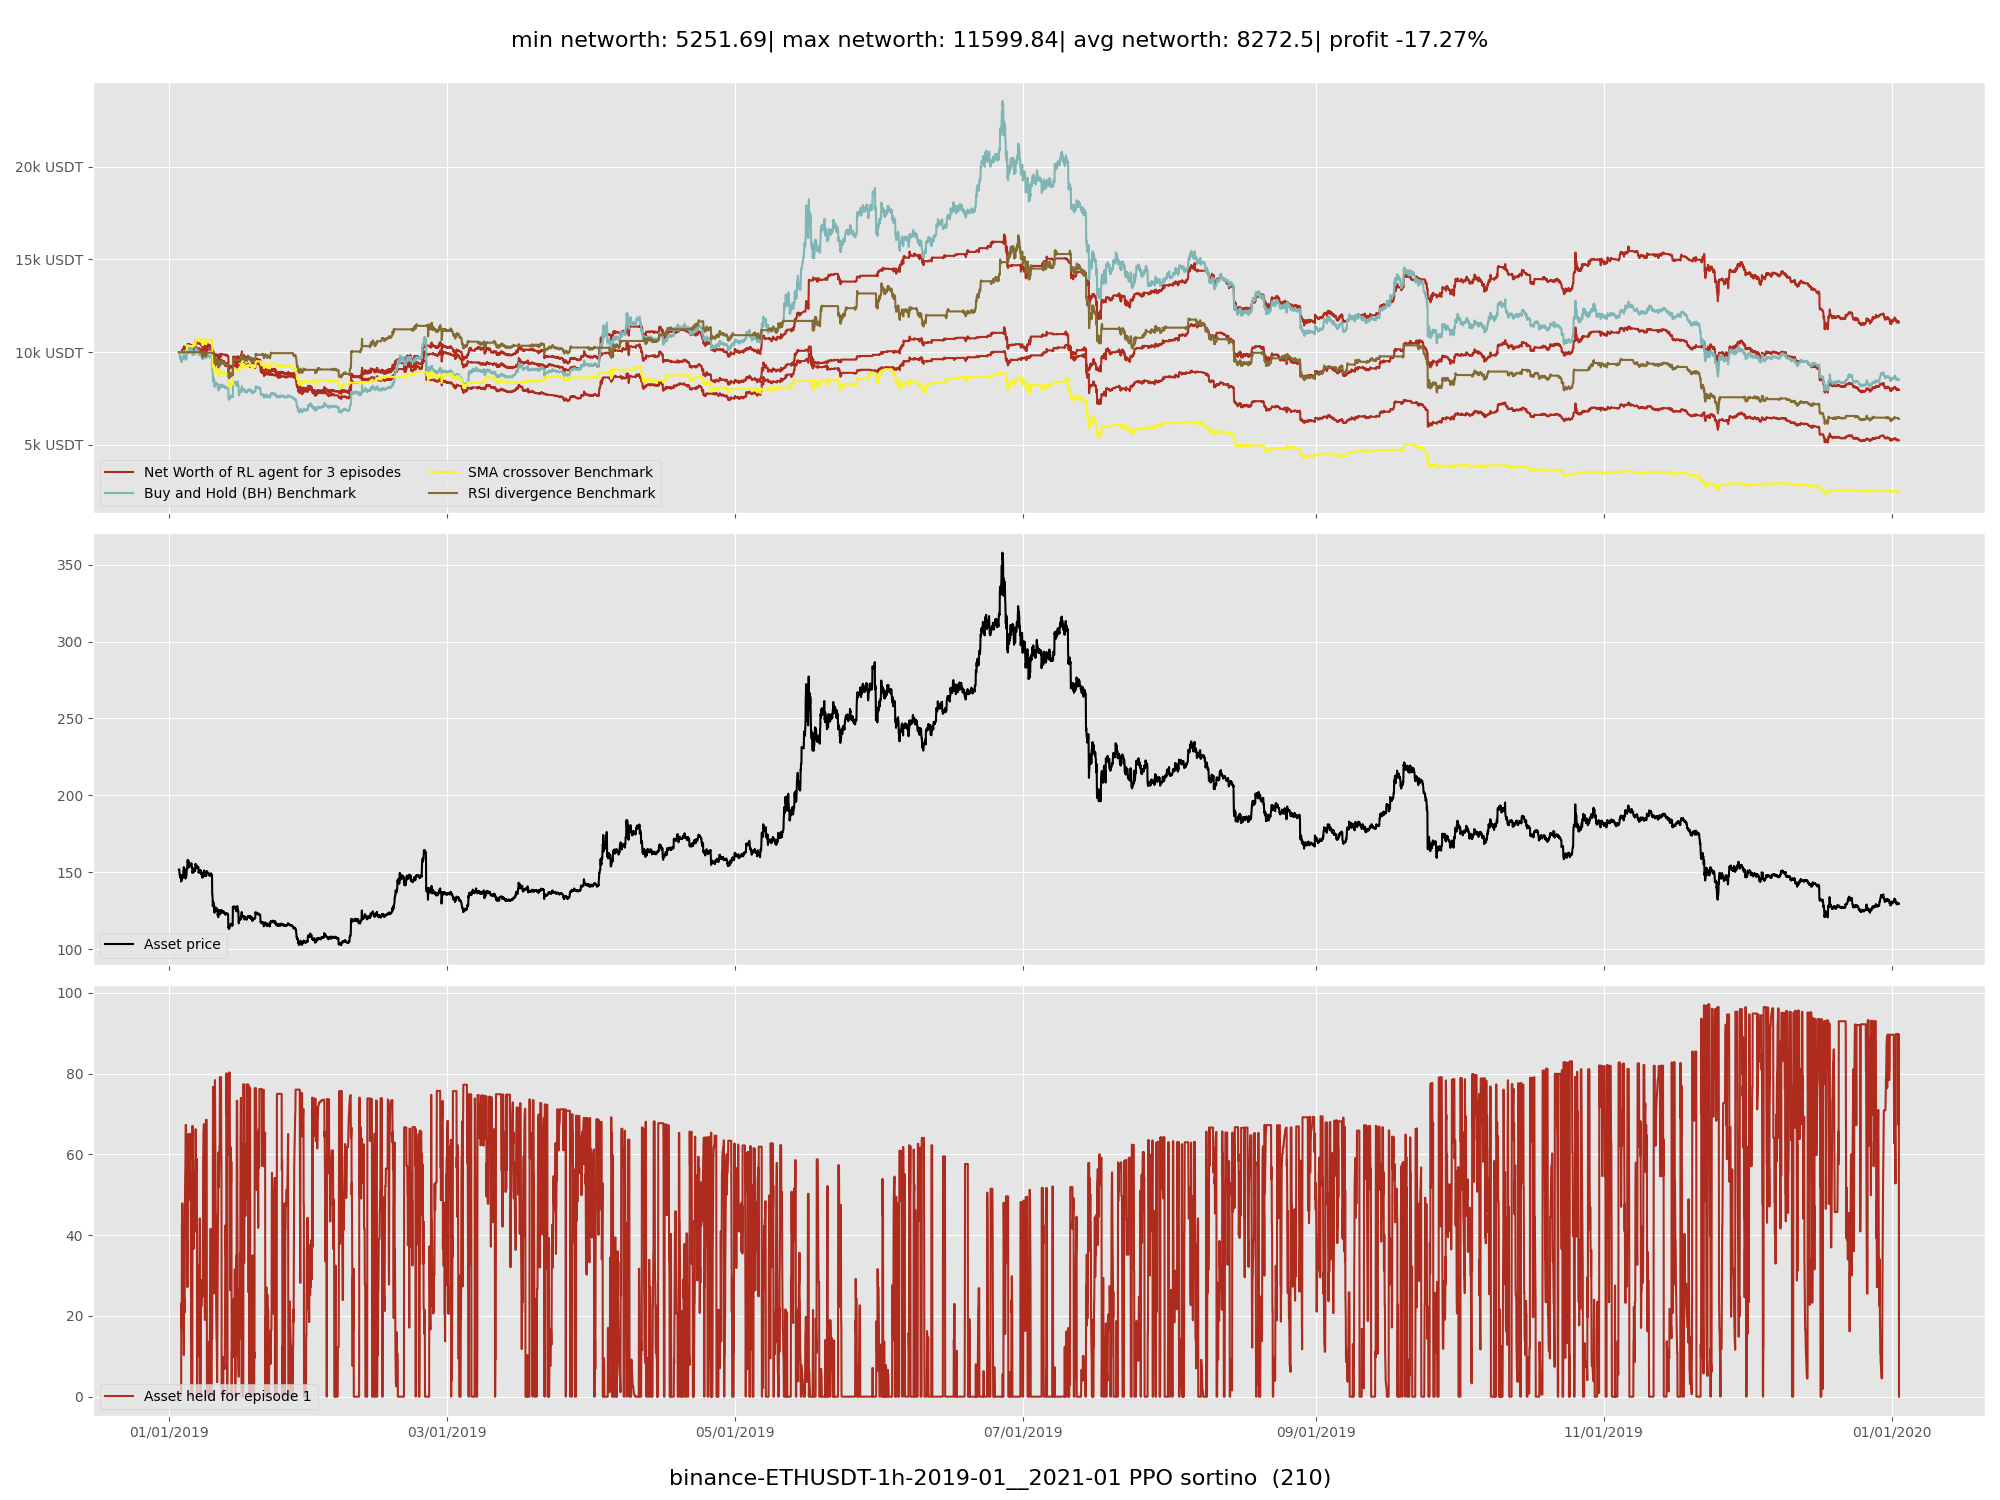 min networth: 5251.69| max networth: 11599.84| avg networth: 8272.5| profit -17.27%
20k USDT
15k USDT
10k USDT
5k USDT
Net Worth of RL agent for 3 episodes
Buy and Hold (BH) Benchmark
SMA crossover Benchmark
RSI divergence Benchmark
350
300
250
200
150
100
Asset price
100
80
60
40
20
0
Asset held for episode 1
01/01/2019 03/01/2019 05/01/2019 07/01/2019 09/01/2019 11/01/2019 01/01/2020
binance-ETHUSDT-1h-2019-01__2021-01 PPO sortino (210)